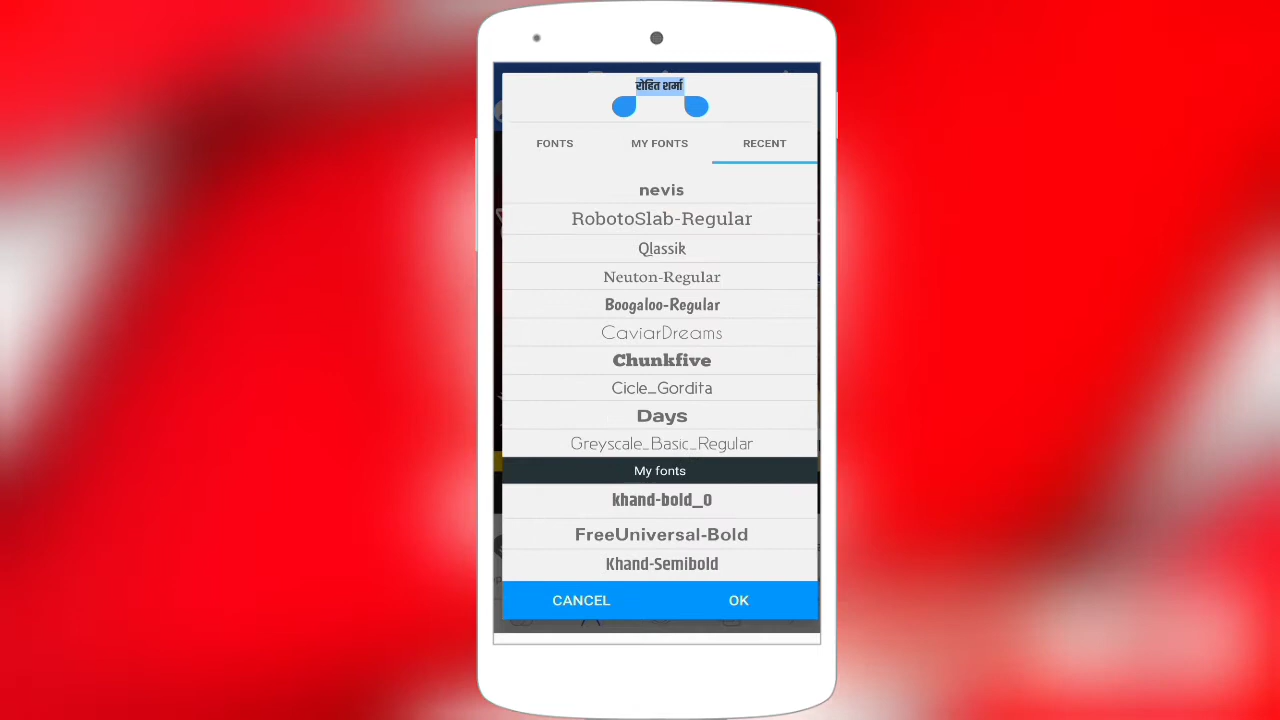 रोहित शर्मा
FONTS MY FONTS RECENT
nevis
RobotoSlab-Regular
Qlassik
Neuton-Regular
Boogaloo-Regular
CaviarDreams
Chunkfive
Cicle_Gordita
Days
Greyscale_Basic_Regular
My fonts
khand-bold_0
FreeUniversal-Bold
Khand-Semibold
CANCEL OK